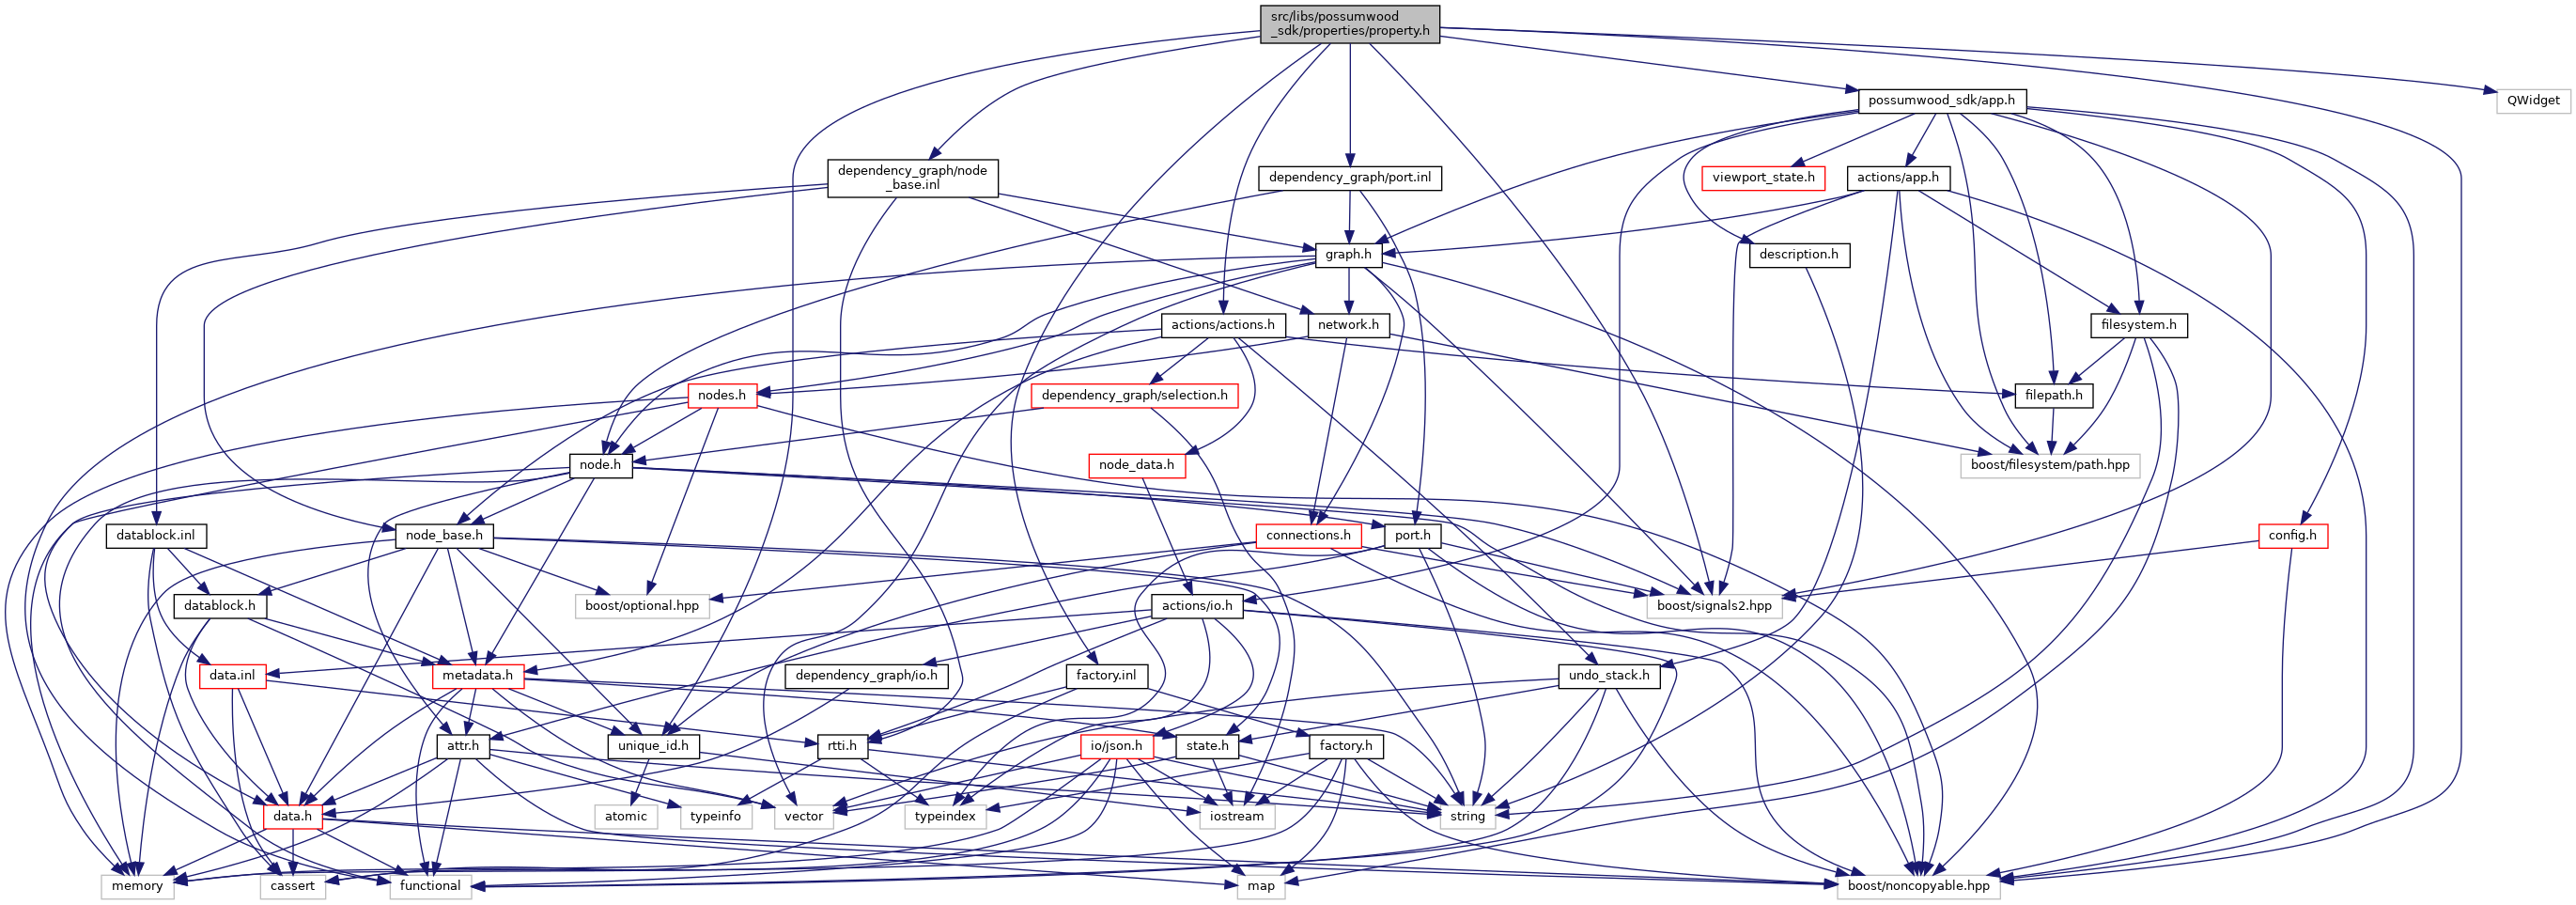 src/libs/possumwood
_sdk/properties/property.h
possumwood_sdk/app.h
QWidget
dependency_graph/node
_base.inl
dependency_graph/port.inl
viewport_state.h
actions/app.h
graph.h
description.h
actions/actions.h
network.h
filesystem.h
nodes.h
dependency_graph/selection.h
filepath.h
node.h
node_data.h
boost/filesystem/path.hpp
datablock.inl
node_base.h
connections.h
port.h
config.h
datablock.h
boost/optional.hpp
actions/io.h
boost/signals2.hpp
data.inl
metadata.h
dependency_graph/io.h
factory.inl
undo_stack.h
attr.h
unique_id.h
rtti.h
io/json.h
state.h
factory.h
data.h
atomic
typeinfo
vector
typeindex
iostream
string
memory
cassert
functional
map
boost/noncopyable.hpp